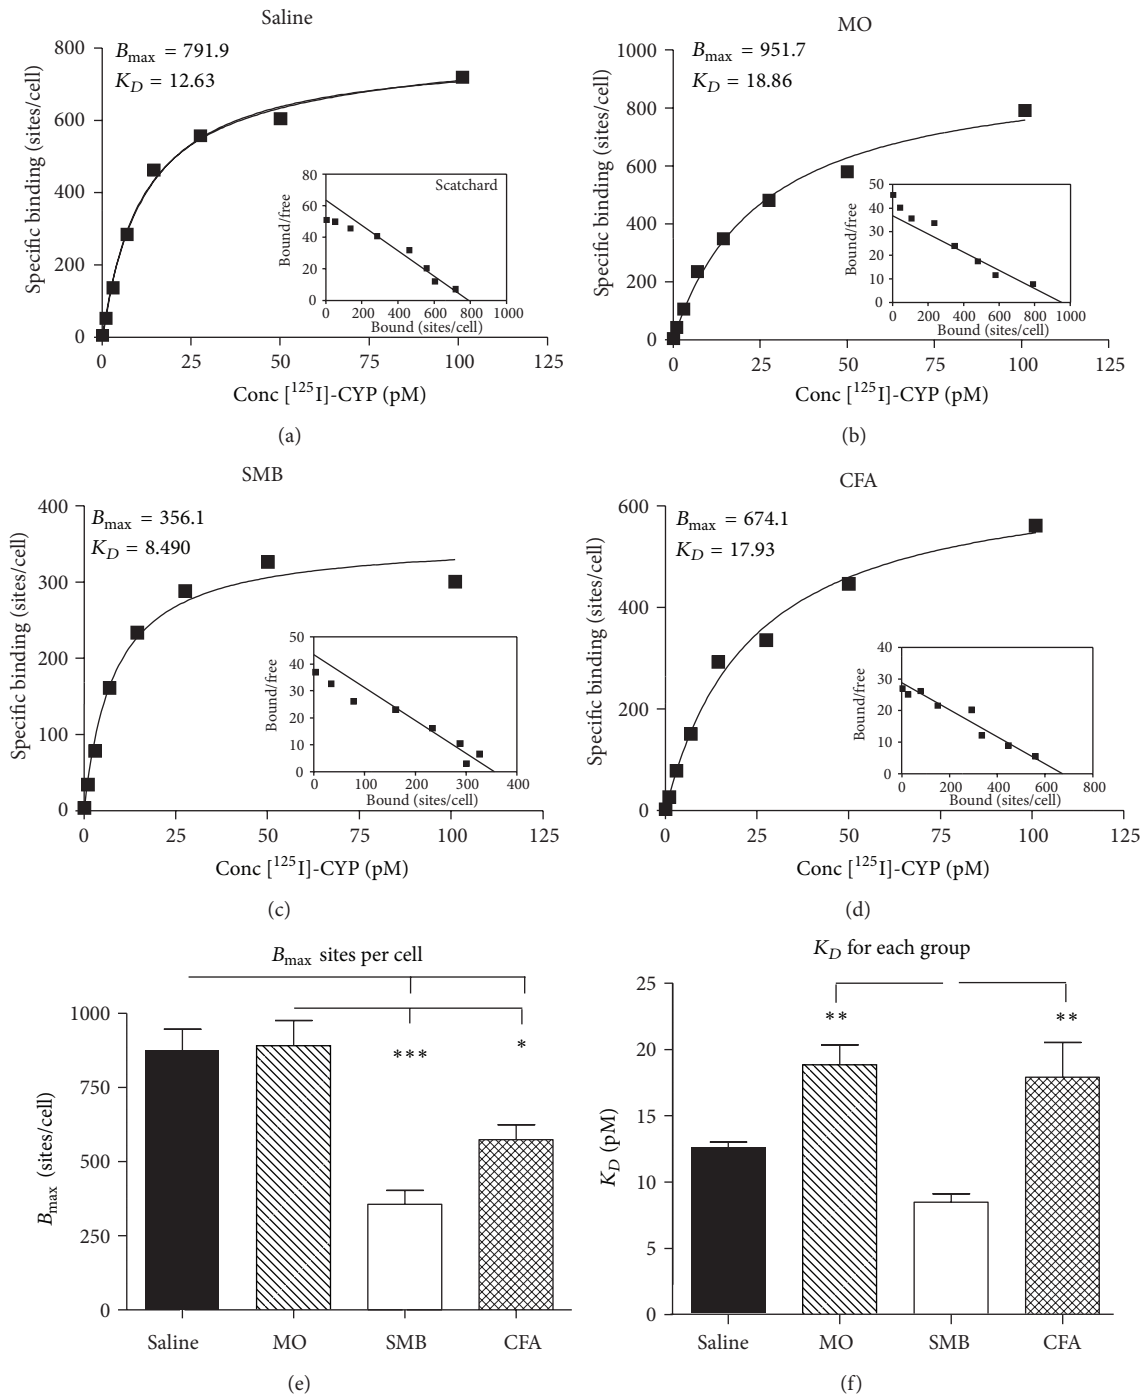 Saline
B_max = 791.9
K_D = 12.63
Specific binding (sites/cell)
800
600
400
200
0
0 25 50 75 100 125
Conc [¹²⁵I]-CYP (pM)
Scatchard
Bound/free
80
60
40
20
0
0 200 400 600 800 1000
Bound (sites/cell)
(a)
MO
B_max = 951.7
K_D = 18.86
Specific binding (sites/cell)
1000
800
600
400
200
0
0 25 50 75 100 125
Conc [¹²⁵I]-CYP (pM)
Bound/free
50
40
30
20
10
0
0 200 400 600 800 1000
Bound (sites/cell)
(b)
SMB
B_max = 356.1
K_D = 8.490
Specific binding (sites/cell)
400
300
200
100
0
0 25 50 75 100 125
Conc [¹²⁵I]-CYP (pM)
Bound/free
50
40
30
20
10
0
0 100 200 300 400
Bound (sites/cell)
(c)
CFA
B_max = 674.1
K_D = 17.93
Specific binding (sites/cell)
600
400
200
0
0 25 50 75 100 125
Conc [¹²⁵I]-CYP (pM)
Bound/free
40
30
20
10
0
0 200 400 600 800
Bound (sites/cell)
(d)
B_max sites per cell
B_max (sites/cell)
1000
750
500
250
0
***
*
Saline MO SMB CFA
(e)
K_D for each group
K_D (pM)
25
20
15
10
5
0
**
**
Saline MO SMB CFA
(f)